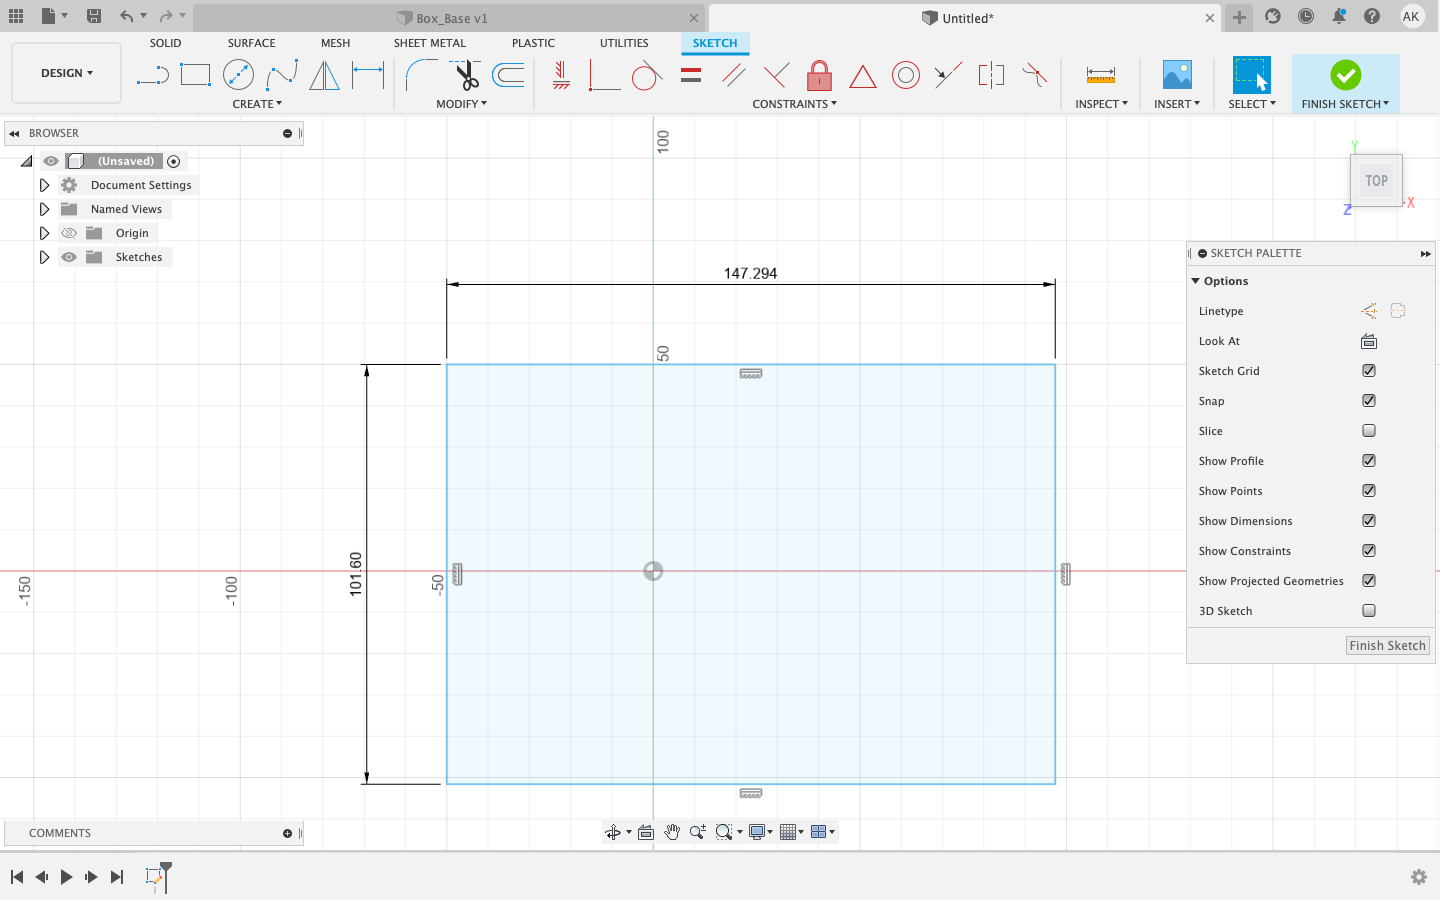 Box_Base v1
Untitled*
AK
DESIGN
SOLID
SURFACE
MESH
SHEET METAL
PLASTIC
UTILITIES
SKETCH
CREATE
MODIFY
CONSTRAINTS
INSPECT
INSERT
SELECT
FINISH SKETCH
BROWSER
(Unsaved)
Document Settings
Named Views
Origin
Sketches
100
50
147.294
101.60
-150
-100
-50
Y
TOP
Z
-X
SKETCH PALETTE
Options
Linetype
Look At
Sketch Grid
Snap
Slice
Show Profile
Show Points
Show Dimensions
Show Constraints
Show Projected Geometries
3D Sketch
Finish Sketch
COMMENTS